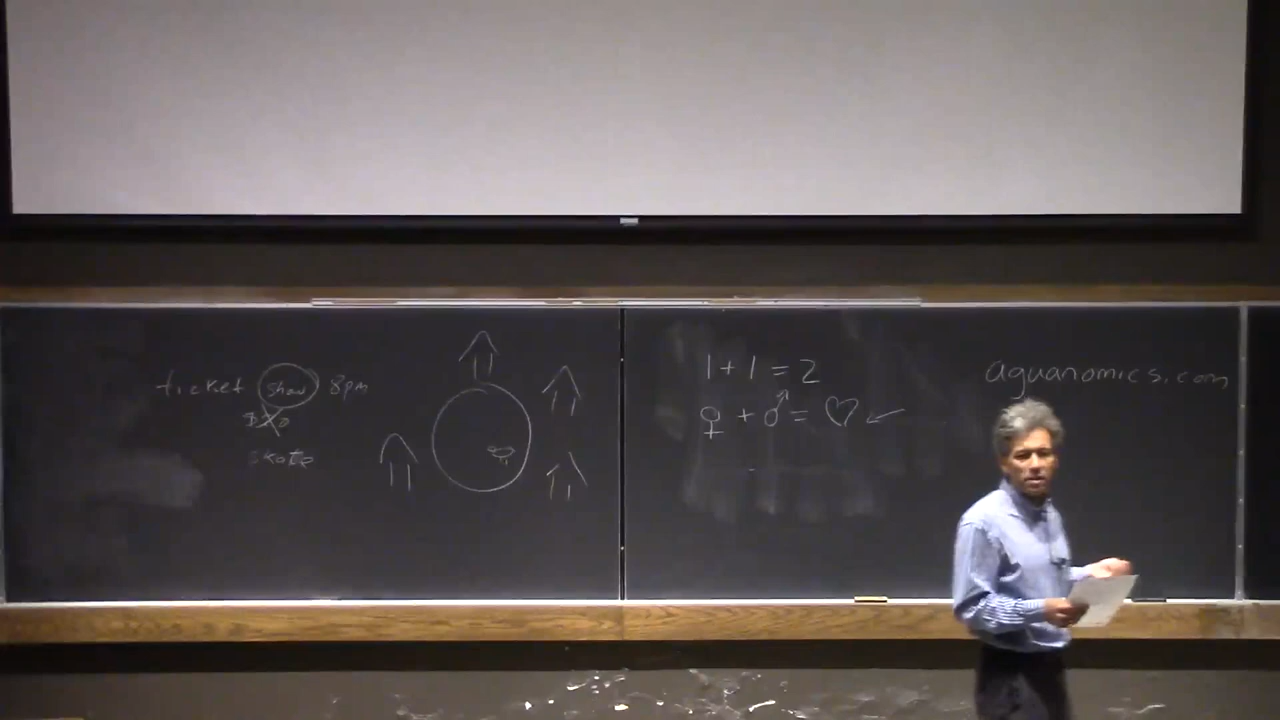 ticket show 8pm
skate
1 + 1 = 2
♀ + ♂ = ♡ ←
aguanomics.com